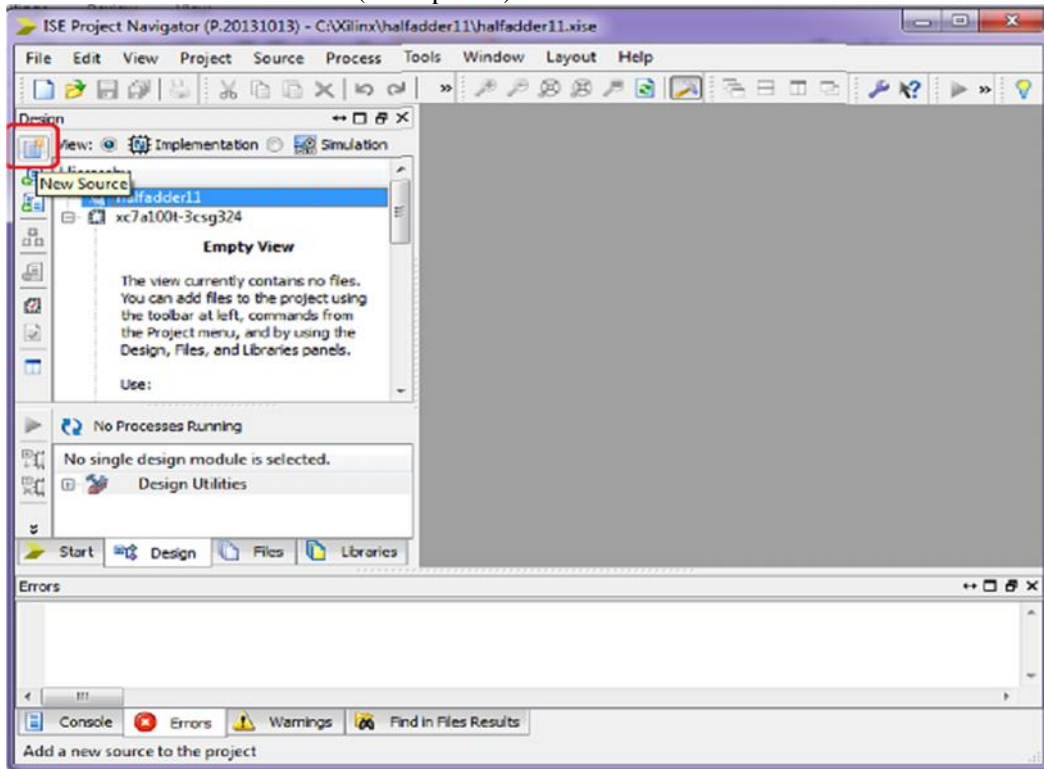 ISE Project Navigator (P.20131013) - C:\Xilinx\halfadder11\halfadder11.xise
File Edit View Project Source Process Tools Window Layout Help
Design
View: Implementation Simulation
New Source
halfadder11
xc7a100t-3csg324
Empty View
The view currently contains no files.
You can add files to the project using
the toolbar at left, commands from
the Project menu, and by using the
Design, Files, and Libraries panels.
Use:
No Processes Running
No single design module is selected.
Design Utilities
Start Design Files Libraries
Errors
Console Errors Warnings Find in Files Results
Add a new source to the project